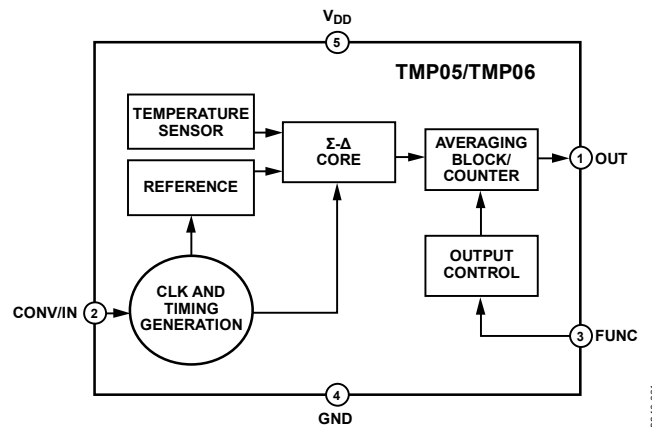 VDD
5
TMP05/TMP06
TEMPERATURE
SENSOR
Σ-Δ
CORE
AVERAGING
BLOCK/
COUNTER
1 OUT
REFERENCE
OUTPUT
CONTROL
CLK AND
TIMING
GENERATION
CONV/IN 2
3 FUNC
4
GND